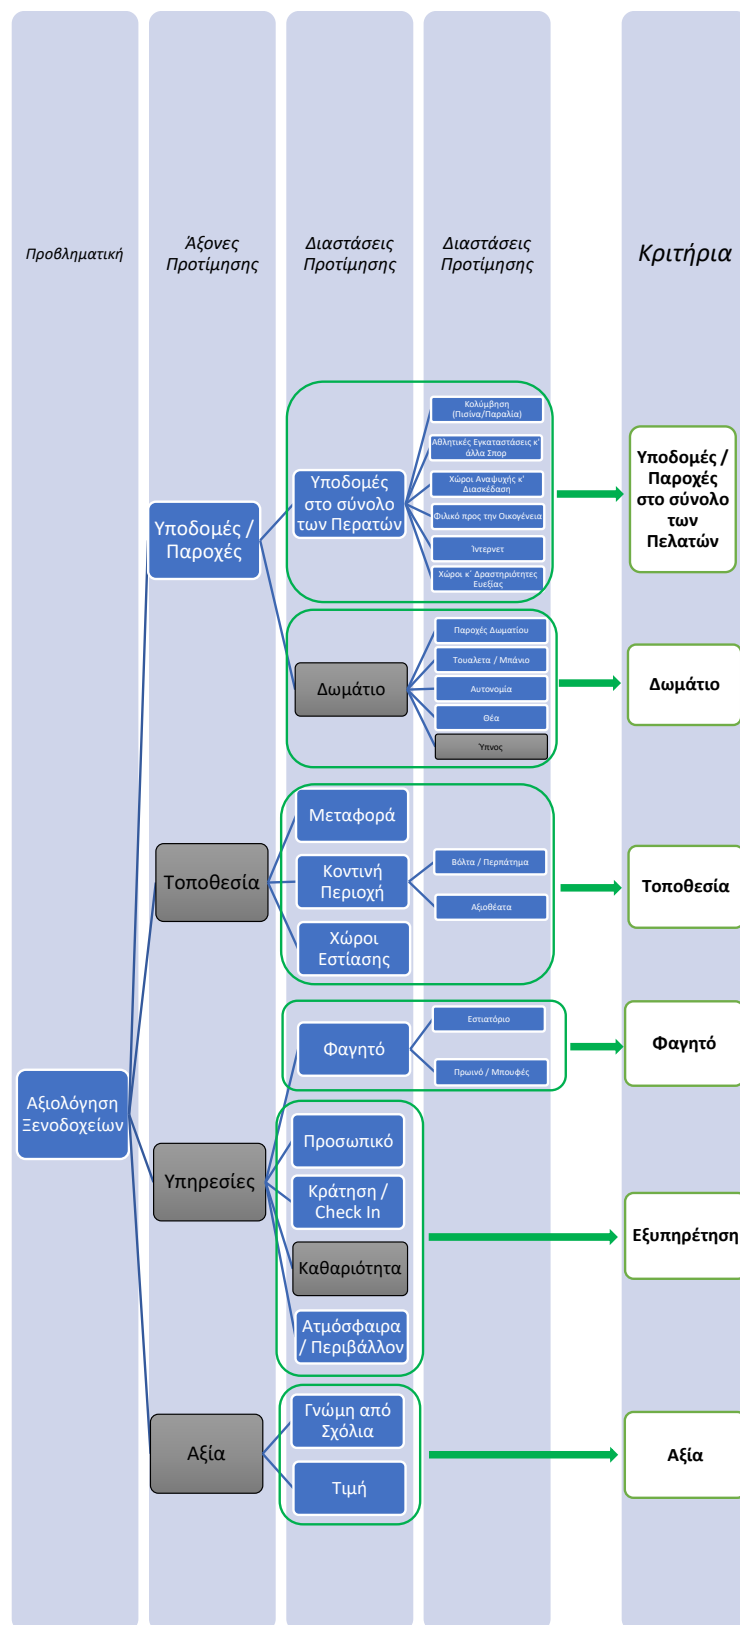 Προβληματική
Άξονες
Προτίμησης
Διαστάσεις
Προτίμησης
Διαστάσεις
Προτίμησης
Κριτήρια
Αξιολόγηση
Ξενοδοχείων
Υποδομές /
Παροχές
Υποδομές
στο σύνολο
των Περατών
Κολύμβηση
(Πισίνα/Παραλία)
Αθλητικές Εγκαταστάσεις κ'
άλλα Σπορ
Χώροι Αναψυχής κ'
Διασκέδαση
Φιλικό προς την Οικογένεια
Ίντερνετ
Χώροι κ' Δραστηριότητες
Ευεξίας
Υποδομές /
Παροχές
στο σύνολο
των
Πελατών
Δωμάτιο
Παροχές Δωματίου
Τουαλετα / Μπάνιο
Αυτονομία
Θέα
Ύπνος
Δωμάτιο
Τοποθεσία
Μεταφορά
Κοντινή
Περιοχή
Βόλτα / Περπάτημα
Αξιοθέατα
Χώροι
Εστίασης
Τοποθεσία
Υπηρεσίες
Φαγητό
Εστιατόριο
Πρωινό / Μπουφές
Φαγητό
Προσωπικό
Κράτηση /
Check In
Καθαριότητα
Ατμόσφαιρα
/ Περιβάλλον
Εξυπηρέτηση
Αξία
Γνώμη από
Σχόλια
Τιμή
Αξία